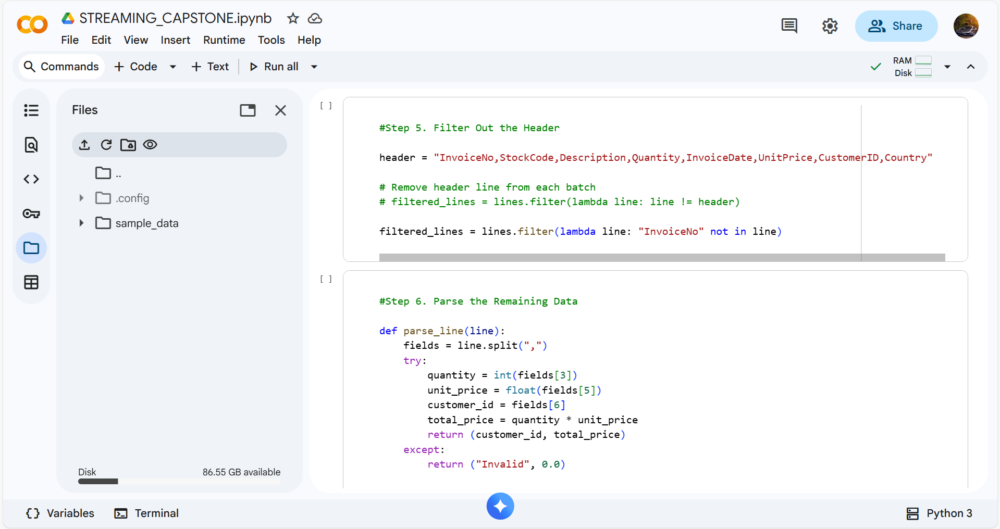 STREAMING_CAPSTONE.ipynb
File Edit View Insert Runtime Tools Help
Share
Commands + Code + Text Run all
RAM
Disk
Files
..
.config
sample_data
Disk 86.55 GB available
[ ]
#Step 5. Filter Out the Header
header = "InvoiceNo,StockCode,Description,Quantity,InvoiceDate,UnitPrice,CustomerID,Country"
# Remove header line from each batch
# filtered_lines = lines.filter(lambda line: line != header)
filtered_lines = lines.filter(lambda line: "InvoiceNo" not in line)
[ ]
#Step 6. Parse the Remaining Data
def parse_line(line):
    fields = line.split(",")
    try:
        quantity = int(fields[3])
        unit_price = float(fields[5])
        customer_id = fields[6]
        total_price = quantity * unit_price
        return (customer_id, total_price)
    except:
        return ("Invalid", 0.0)
Variables Terminal
Python 3